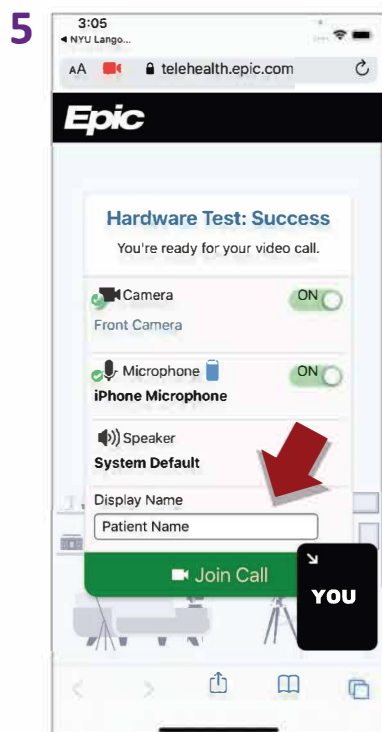 5
3:05
◀ NYU Lango...
AA telehealth.epic.com
Epic
Hardware Test: Success
You're ready for your video call.
Camera ON
Front Camera
Microphone ON
iPhone Microphone
Speaker
System Default
Display Name
Patient Name
Join Call
YOU